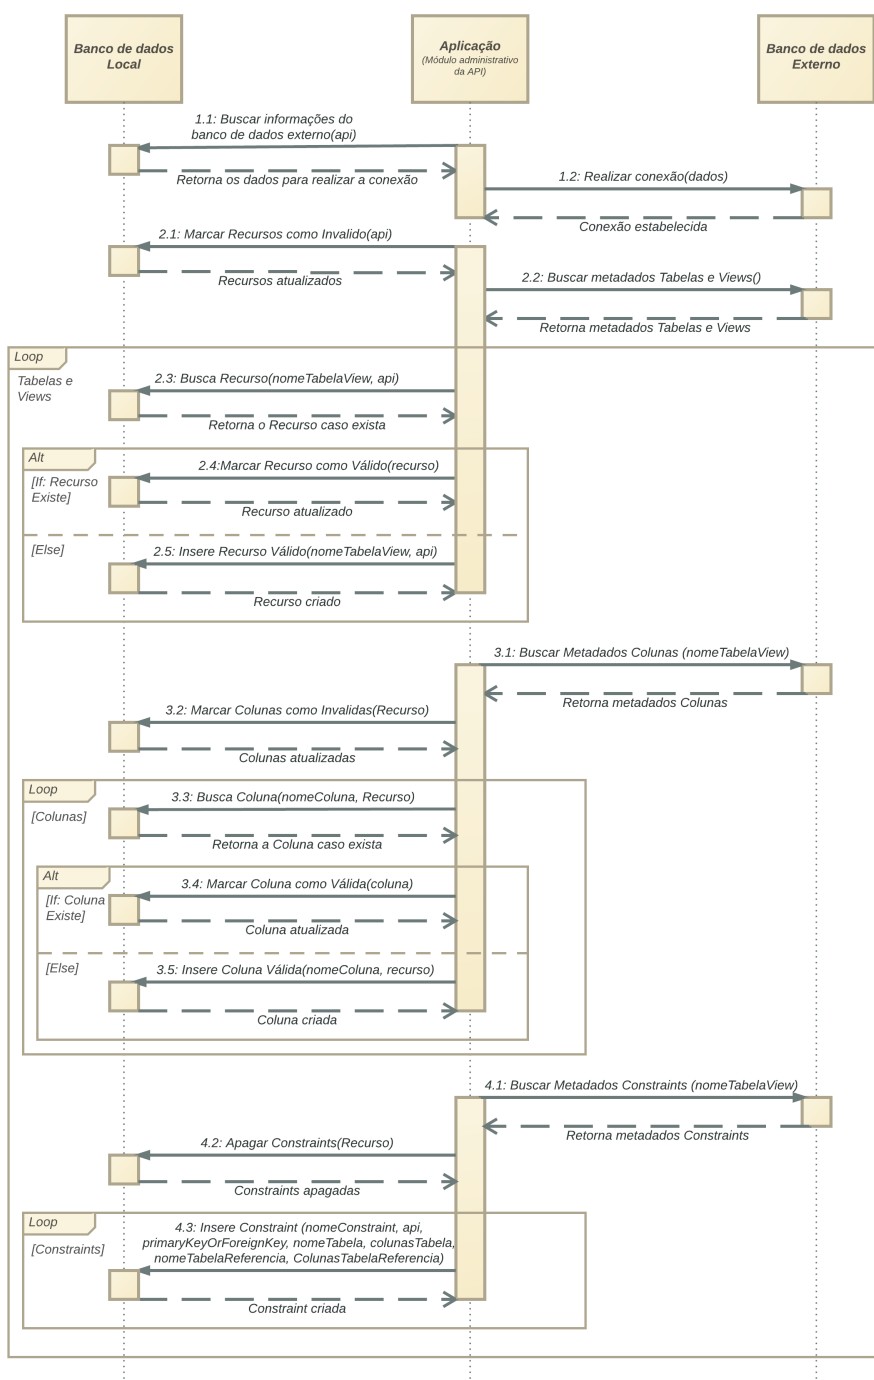 Banco de dados
Local
Aplicação
(Módulo administrativo
da API)
Banco de dados
Externo
1.1: Buscar informações do
banco de dados externo(api)
Retorna os dados para realizar a conexão
1.2: Realizar conexão(dados)
Conexão estabelecida
2.1: Marcar Recursos como Invalido(api)
Recursos atualizados
2.2: Buscar metadados Tabelas e Views()
Retorna metadados Tabelas e Views
Loop
Tabelas e
Views
2.3: Busca Recurso(nomeTabelaView, api)
Retorna o Recurso caso exista
Alt
[If: Recurso
Existe]
2.4:Marcar Recurso como Válido(recurso)
Recurso atualizado
[Else]
2.5: Insere Recurso Válido(nomeTabelaView, api)
Recurso criado
3.1: Buscar Metadados Colunas (nomeTabelaView)
Retorna metadados Colunas
3.2: Marcar Colunas como Invalidas(Recurso)
Colunas atualizadas
Loop
[Colunas]
3.3: Busca Coluna(nomeColuna, Recurso)
Retorna a Coluna caso exista
Alt
[If: Coluna
Existe]
3.4: Marcar Coluna como Válida(coluna)
Coluna atualizada
[Else]
3.5: Insere Coluna Válida(nomeColuna, recurso)
Coluna criada
4.1: Buscar Metadados Constraints (nomeTabelaView)
Retorna metadados Constraints
4.2: Apagar Constraints(Recurso)
Constraints apagadas
Loop
[Constraints]
4.3: Insere Constraint (nomeConstraint, api,
primaryKeyOrForeignKey, nomeTabela, colunasTabela,
nomeTabelaReferencia, ColunasTabelaReferencia)
Constraint criada